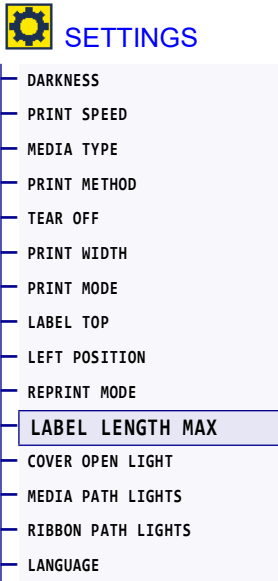 SETTINGS
DARKNESS
PRINT SPEED
MEDIA TYPE
PRINT METHOD
TEAR OFF
PRINT WIDTH
PRINT MODE
LABEL TOP
LEFT POSITION
REPRINT MODE
LABEL LENGTH MAX
COVER OPEN LIGHT
MEDIA PATH LIGHTS
RIBBON PATH LIGHTS
LANGUAGE